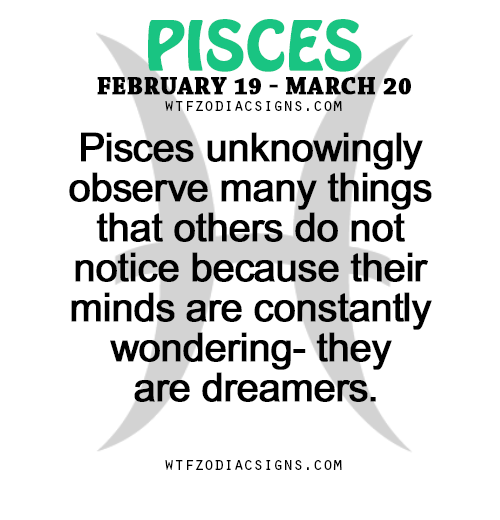 PISCES
FEBRUARY 19 - MARCH 20
WTFZODIACSIGNS.COM
Pisces unknowingly
observe many things
that others do not
notice because their
minds are constantly
wondering- they
are dreamers.
WTFZODIACSIGNS.COM